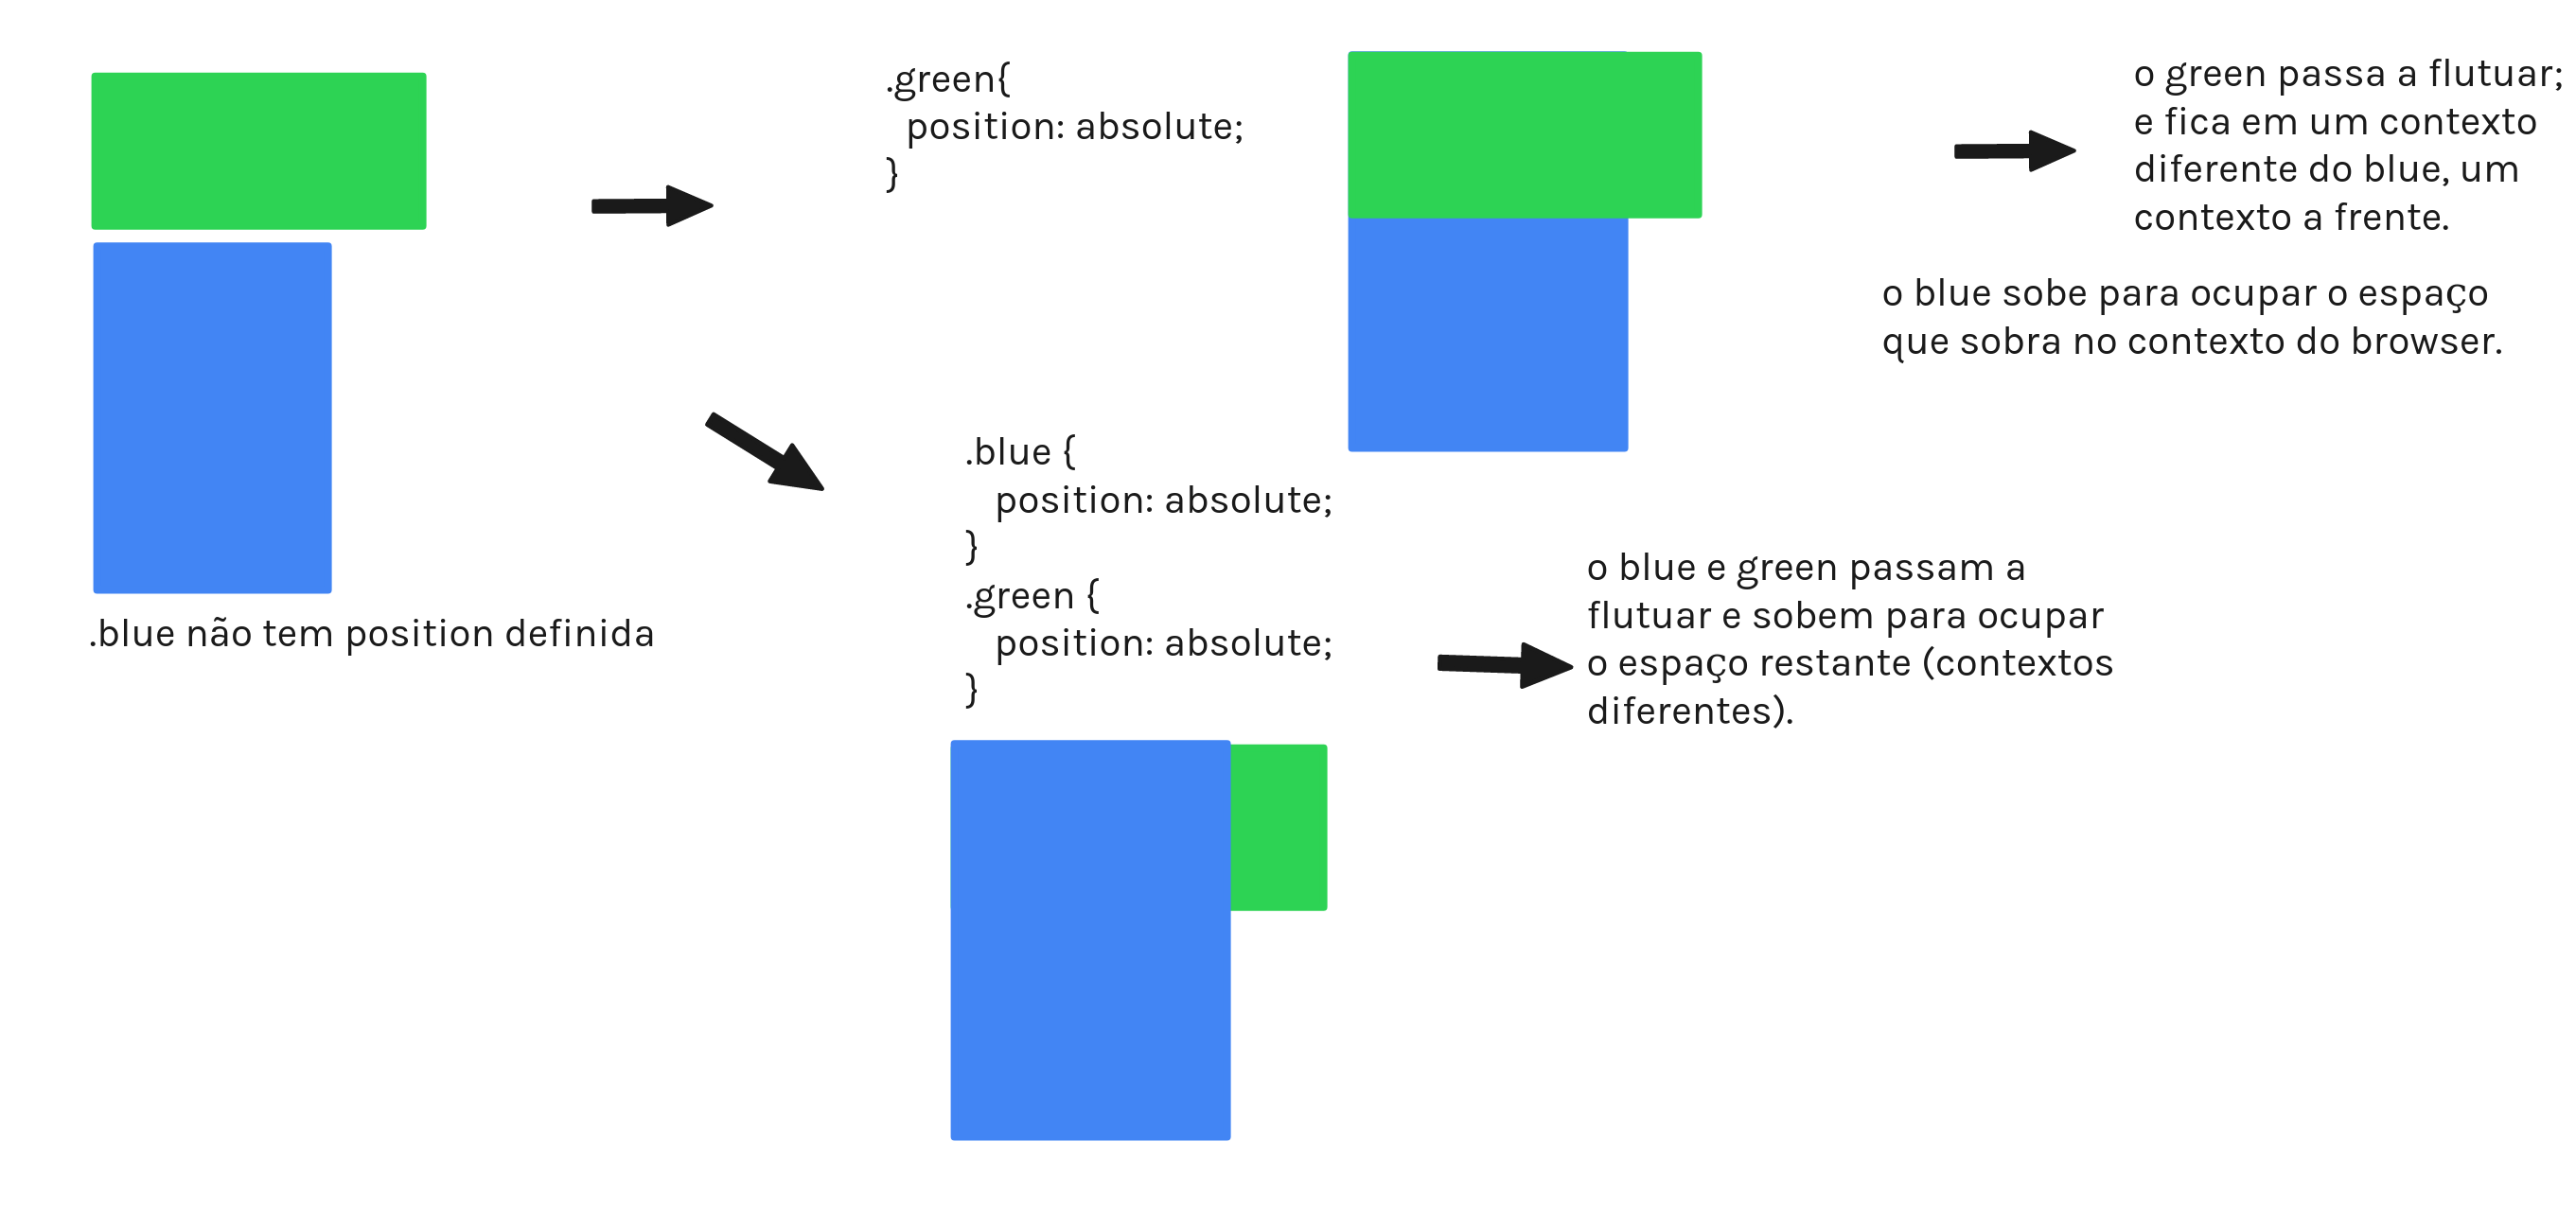 .green{
position: absolute;
}
o green passa a flutuar;
e fica em um contexto
diferente do blue, um
contexto a frente.
o blue sobe para ocupar o espaço
que sobra no contexto do browser.
.blue não tem position definida
.blue {
position: absolute;
}
.green {
position: absolute;
}
o blue e green passam a
flutuar e sobem para ocupar
o espaço restante (contextos
diferentes).